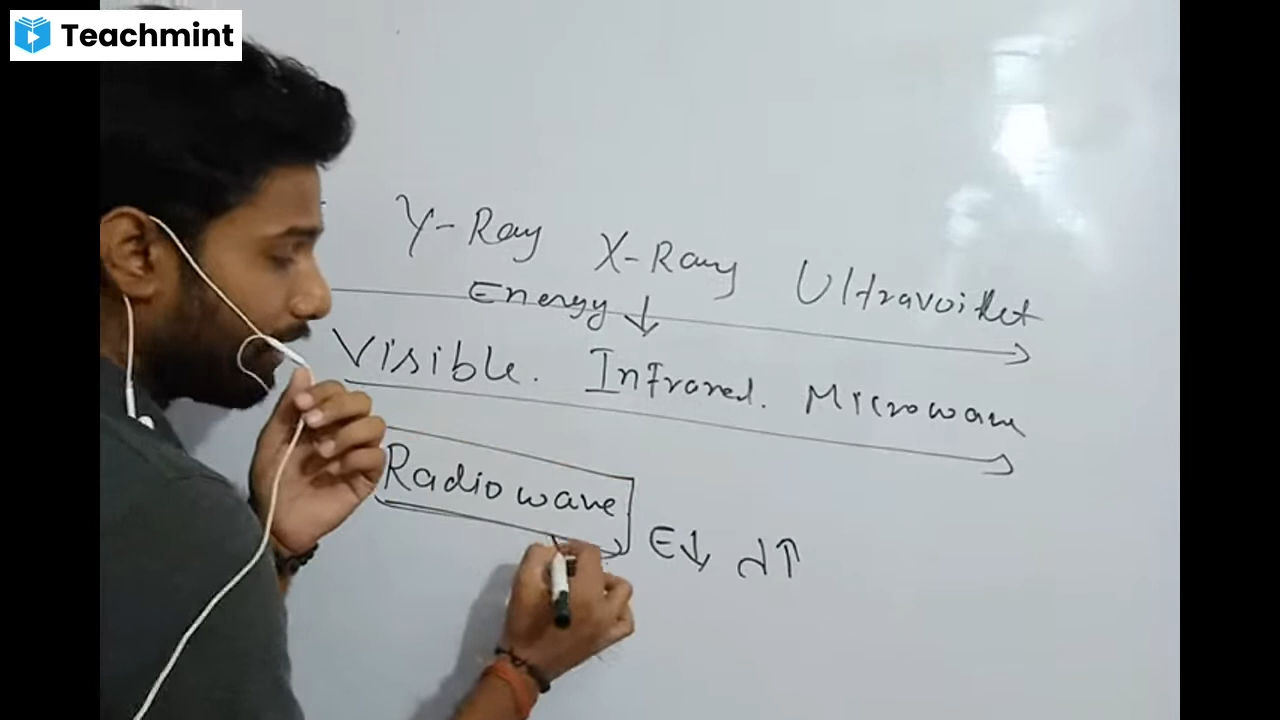 Teachmint
γ-Ray X-Ray Ultravoilet
Energy ↓
Visible. Infrared. Microwave
Radiowave
E↓ λ↑